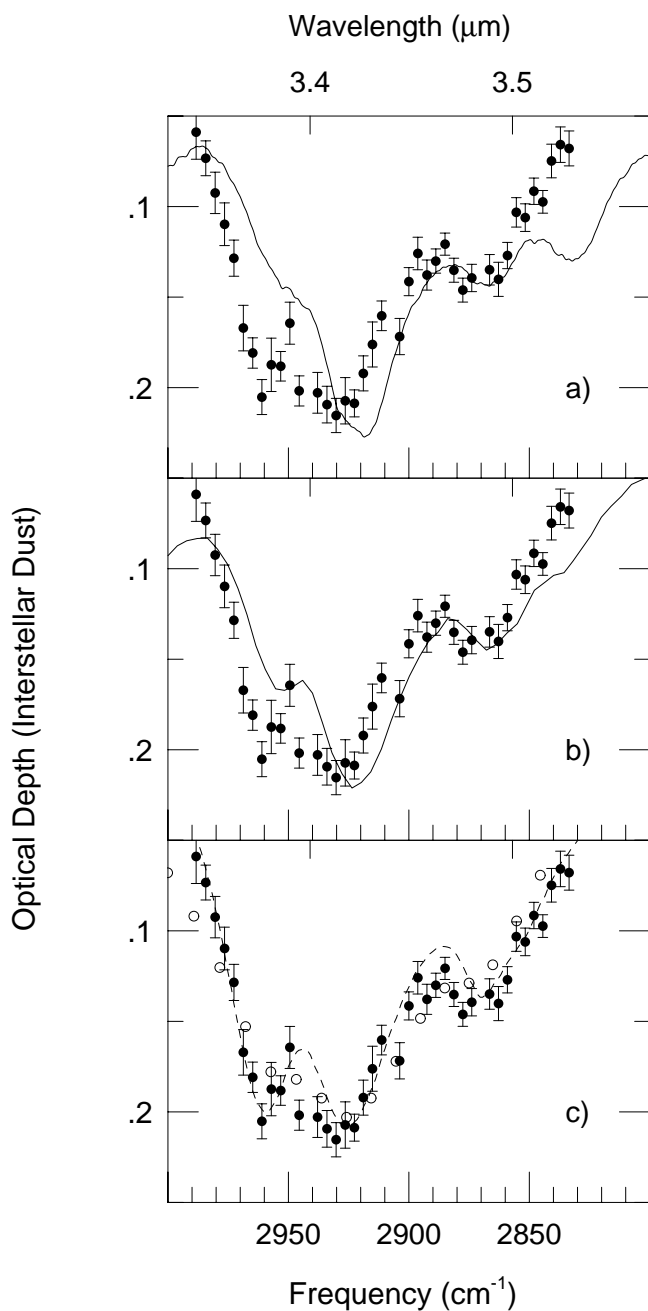 Wavelength (μm)
3.4 3.5
.1
.2
a)
Optical Depth (Interstellar Dust)
.1
.2
b)
.1
.2
c)
2950 2900 2850
Frequency (cm⁻¹)